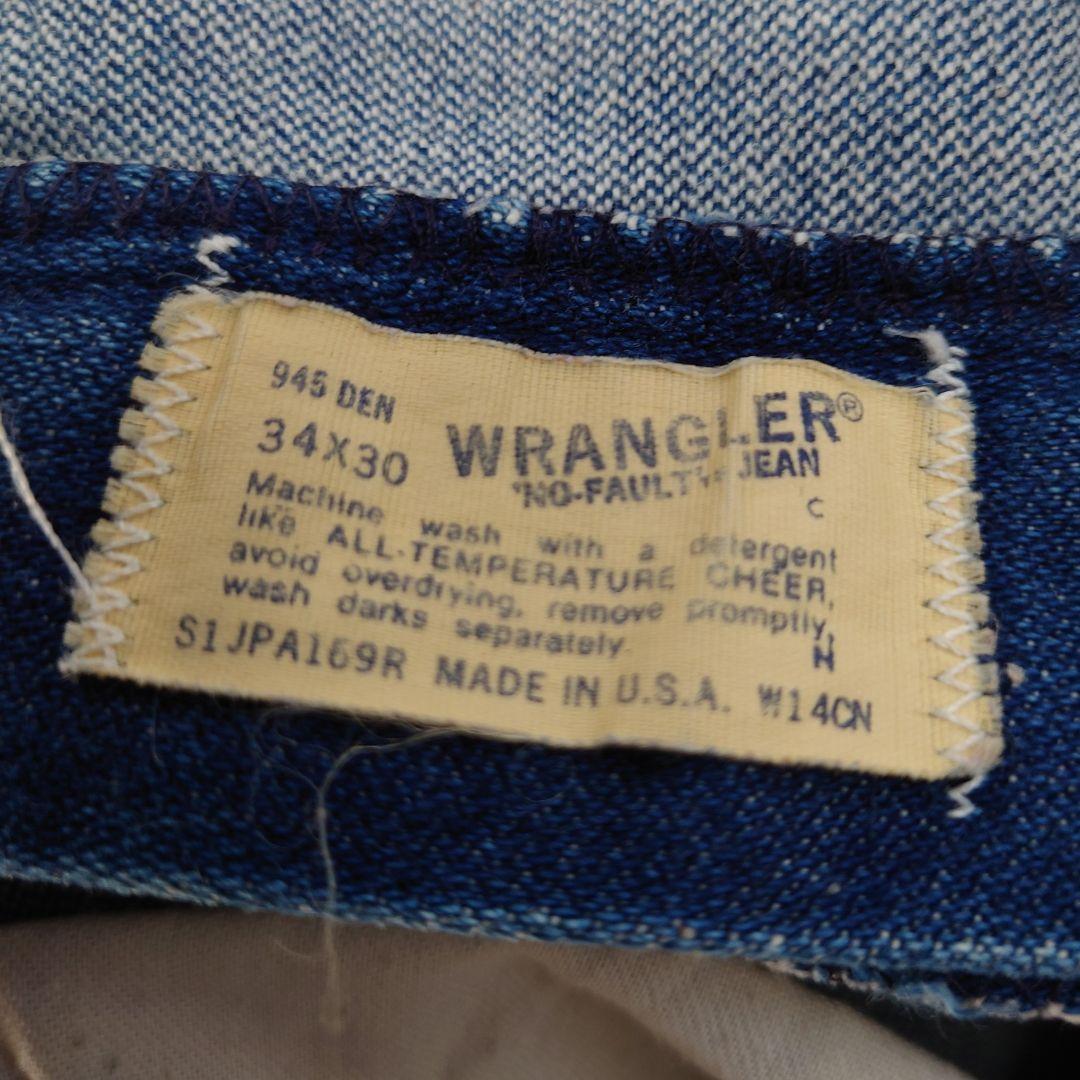 945 DEN
34X30
WRANGLER®
"NO-FAULT"® JEAN
C
Machine wash with a detergent
like ALL-TEMPERATURE CHEER,
avoid overdrying, remove promptly,
wash darks separately.
H
S1JPA169R MADE IN U.S.A. W14CN